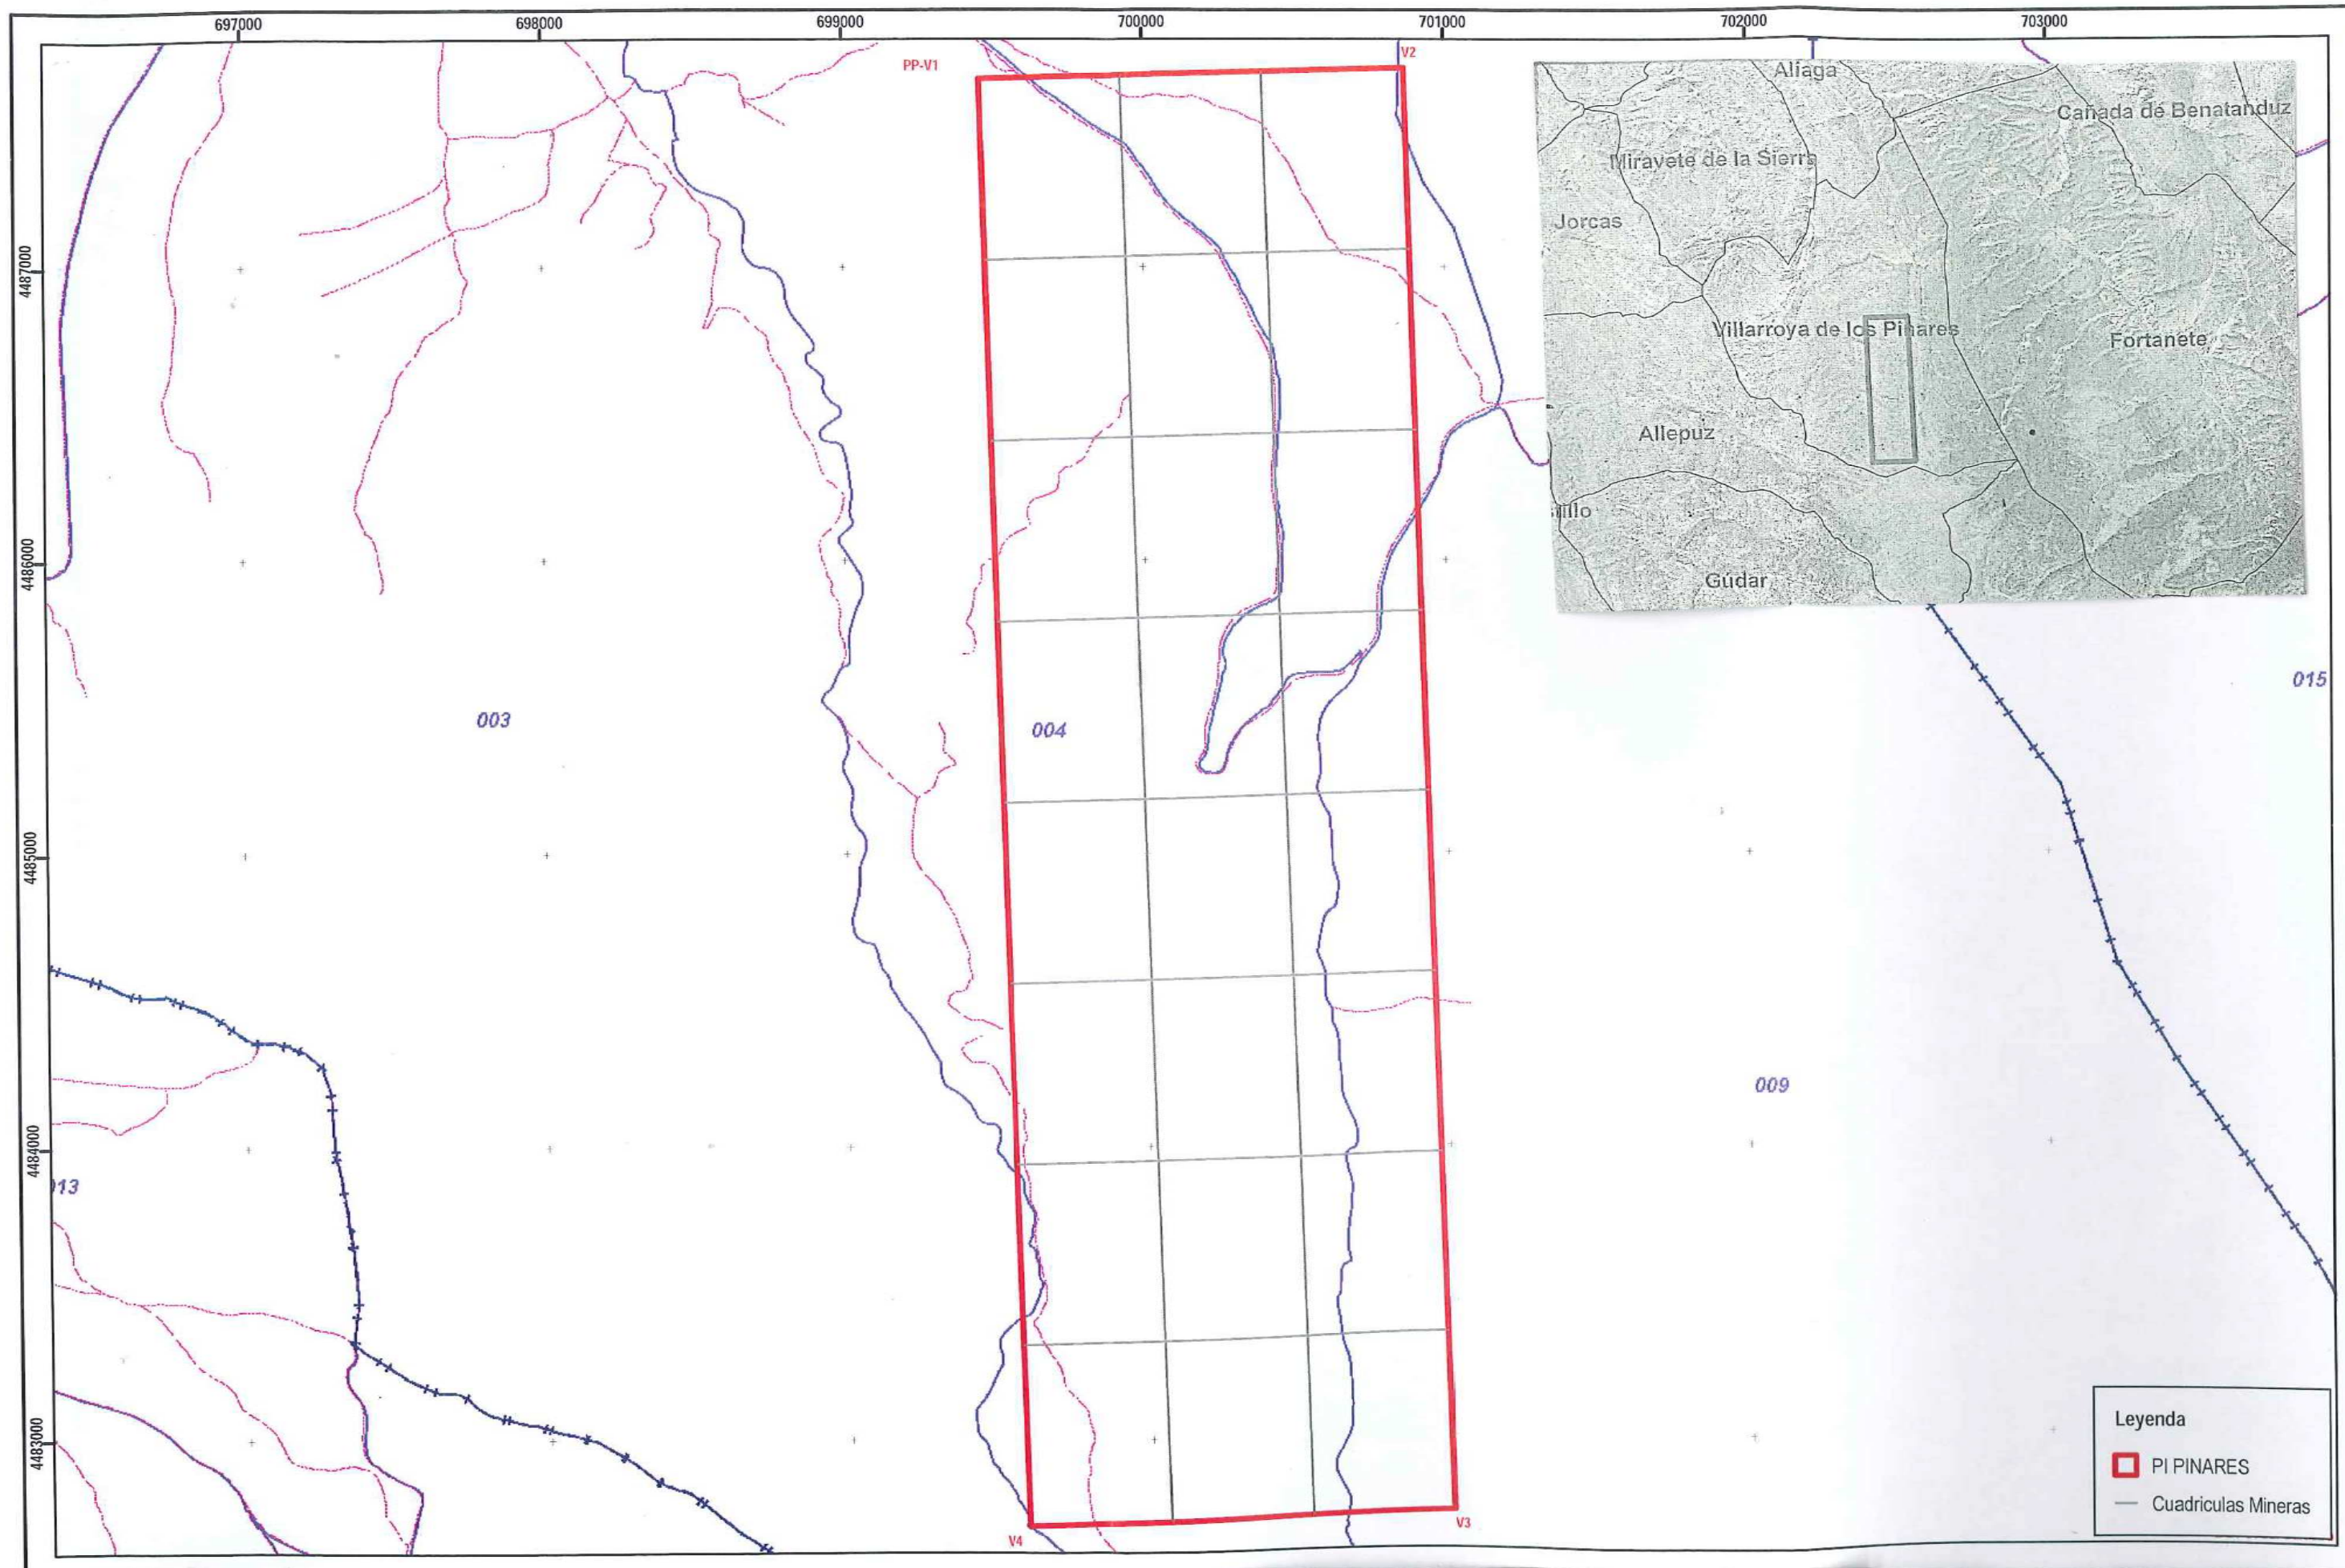 697000 698000 699000 700000 701000 702000 703000
PP-V1
V2
Aliaga
Cañada de Benatanduz
Miravete de la Sierra
Jorcas
4487000
Villarroya de los Pinares
Fortanete
Allepuz
4486000
Gúdar
015
003
004
4485000
009
4484000
013
4483000
V4
V3
Leyenda
PI PINARES
Cuadriculas Mineras